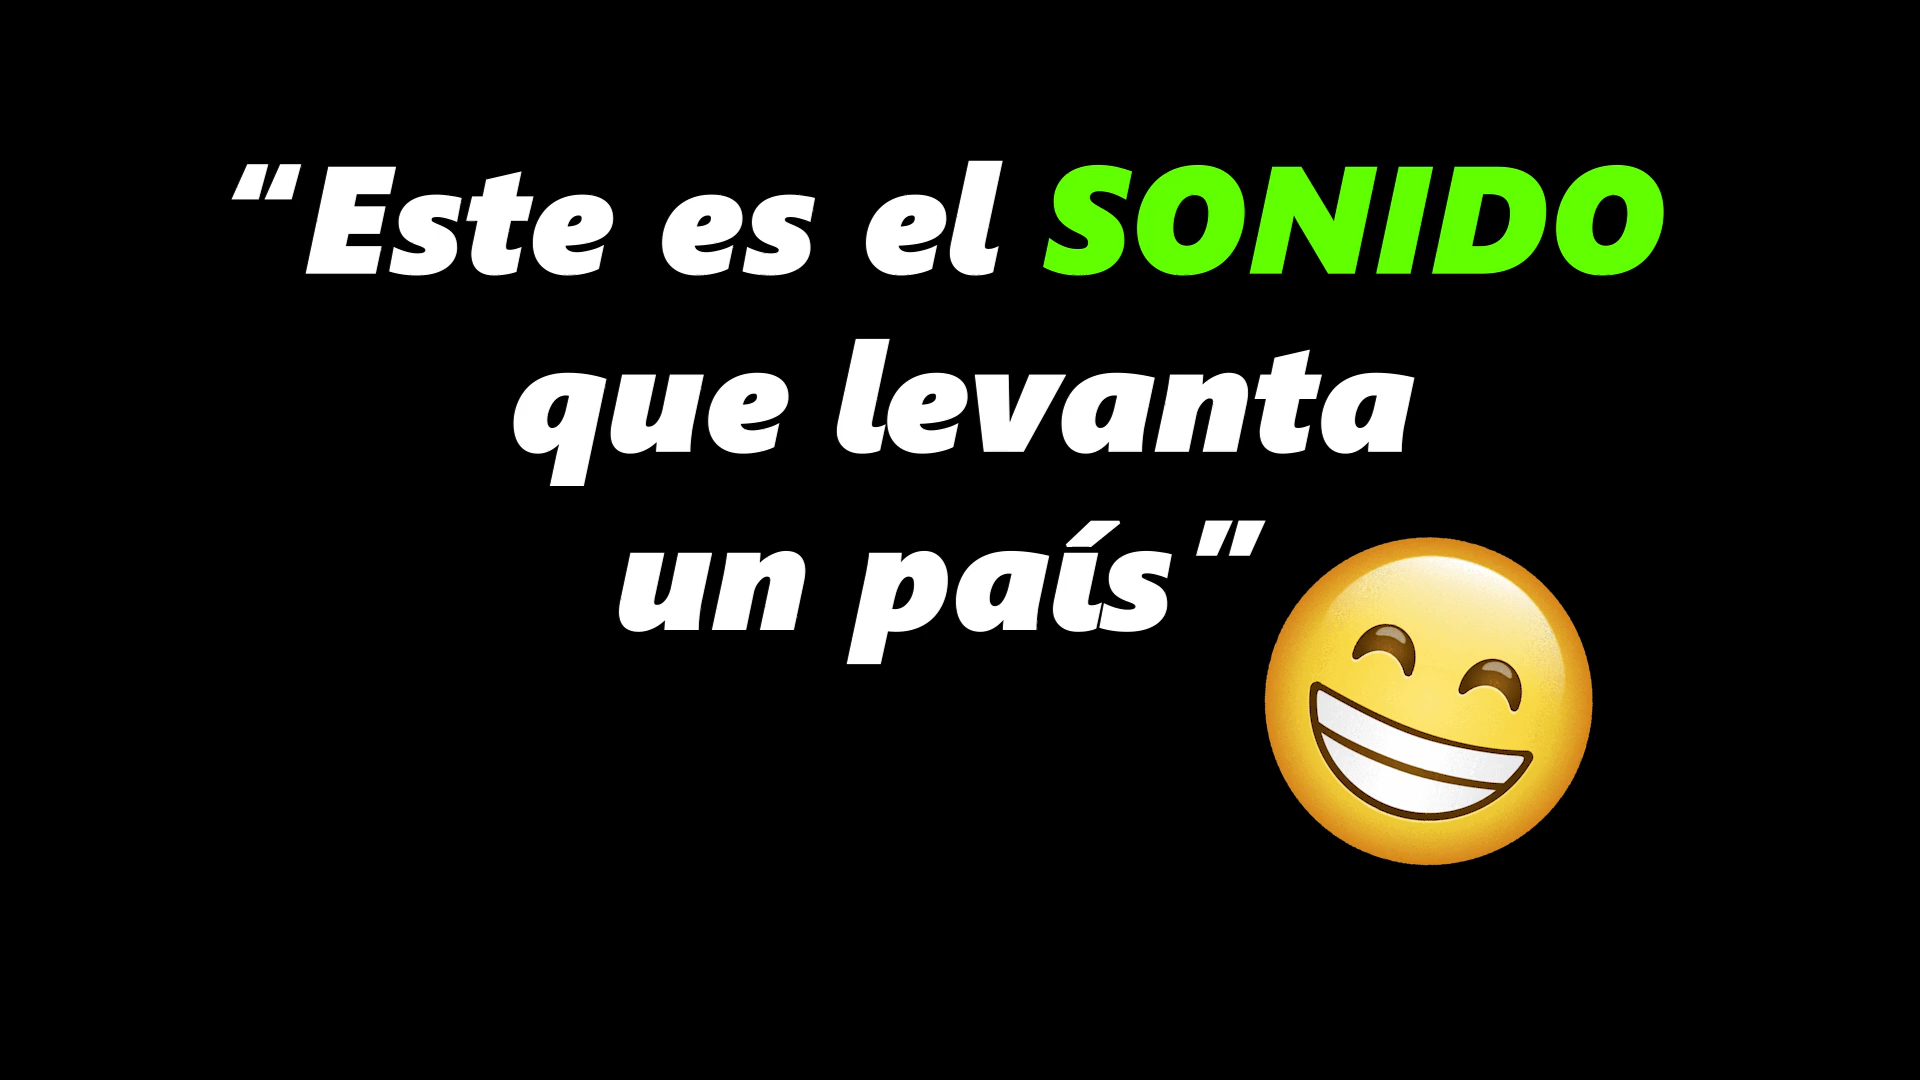 “Este es el SONIDO
que levanta
un país”